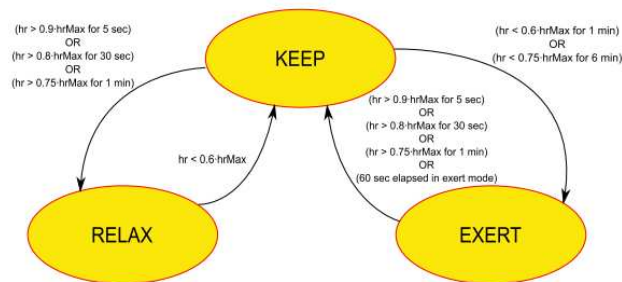 (hr > 0.9·hrMax for 5 sec)
OR
(hr > 0.8·hrMax for 30 sec)
OR
(hr > 0.75·hrMax for 1 min)
KEEP
(hr < 0.6·hrMax for 1 min)
OR
(hr < 0.75·hrMax for 6 min)
(hr > 0.9·hrMax for 5 sec)
OR
(hr > 0.8·hrMax for 30 sec)
OR
(hr > 0.75·hrMax for 1 min)
OR
(60 sec elapsed in exert mode)
hr < 0.6·hrMax
RELAX
EXERT